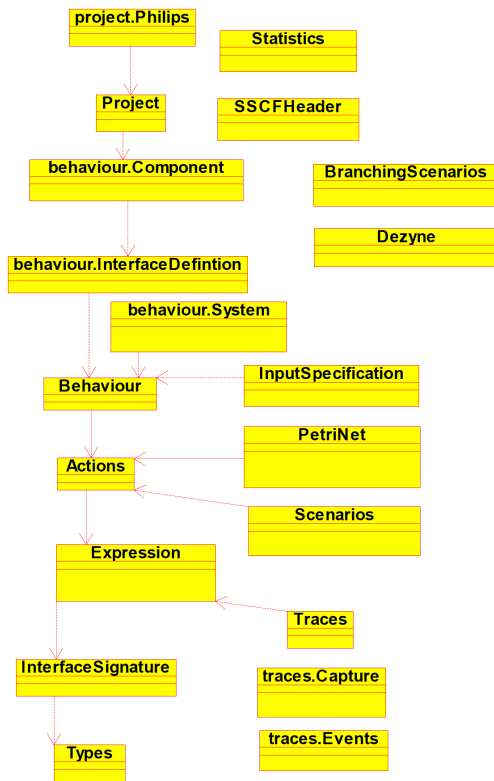 project.Philips
Statistics
Project
SSCFHeader
behaviour.Component
BranchingScenarios
Dezyne
behaviour.InterfaceDefintion
behaviour.System
InputSpecification
Behaviour
PetriNet
Actions
Scenarios
Expression
Traces
InterfaceSignature
traces.Capture
traces.Events
Types